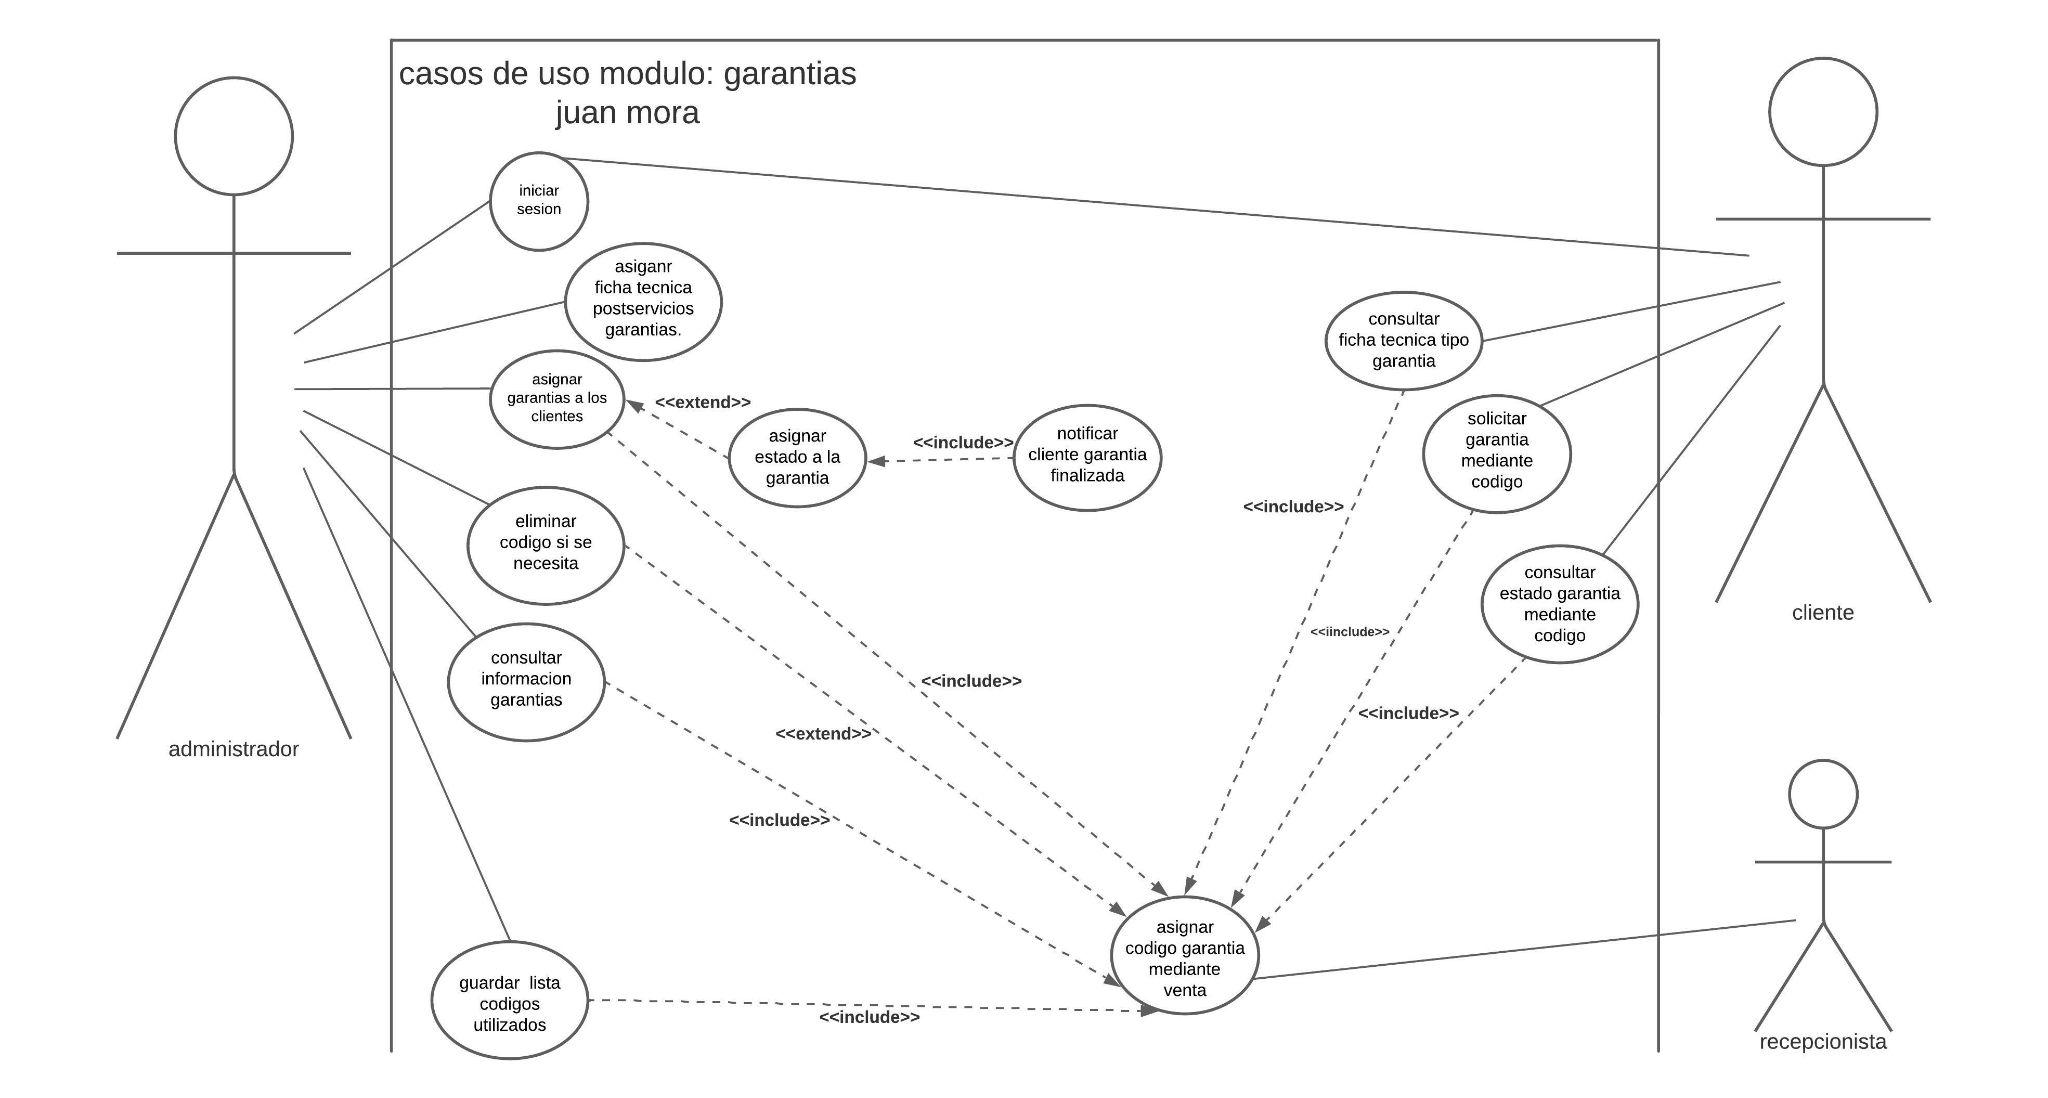 casos de uso modulo: garantias
juan mora
iniciar
sesion
asiganr
ficha tecnica
postservicios
garantias.
asignar
garantias a los
clientes
<<extend>>
asignar
estado a la
garantia
<<include>>
notificar
cliente garantia
finalizada
consultar
ficha tecnica tipo
garantia
solicitar
garantia
mediante
codigo
<<include>>
eliminar
codigo si se
necesita
consultar
estado garantia
mediante
codigo
cliente
<<iinclude>>
consultar
informacion
garantias
<<include>>
<<include>>
<<extend>>
administrador
<<include>>
asignar
codigo garantia
mediante
venta
guardar  lista
codigos
utilizados
<<include>>
recepcionista